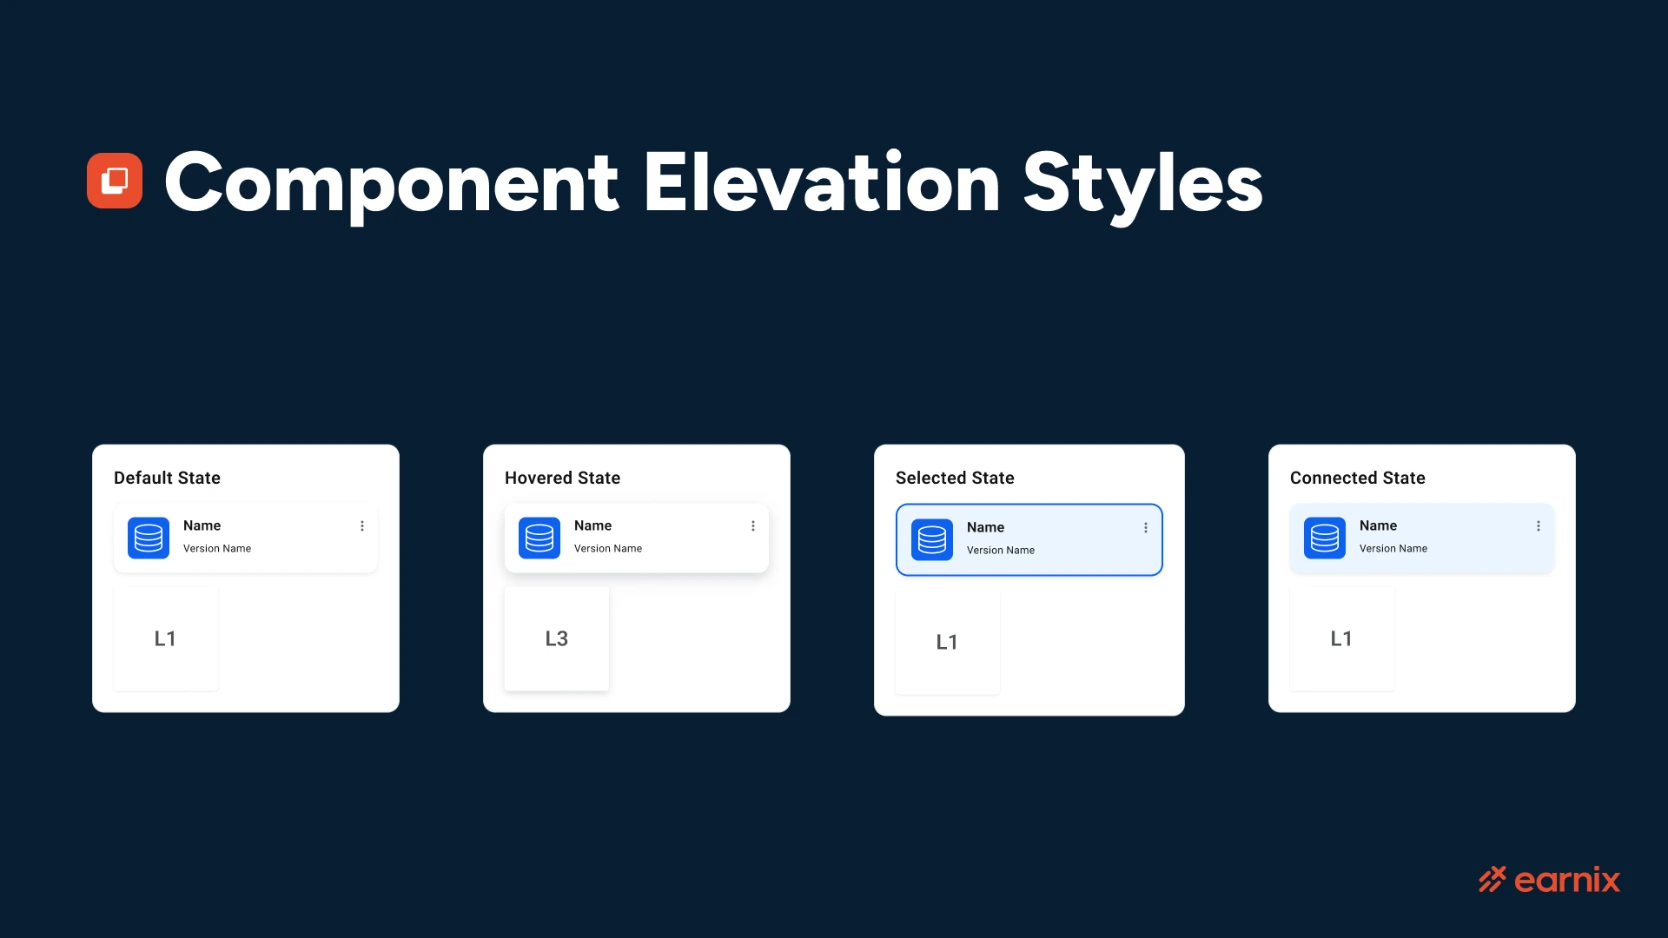 Component Elevation Styles
Default State
Name
Version Name
L1
Hovered State
Name
Version Name
L3
Selected State
Name
Version Name
L1
Connected State
Name
Version Name
L1
earnix